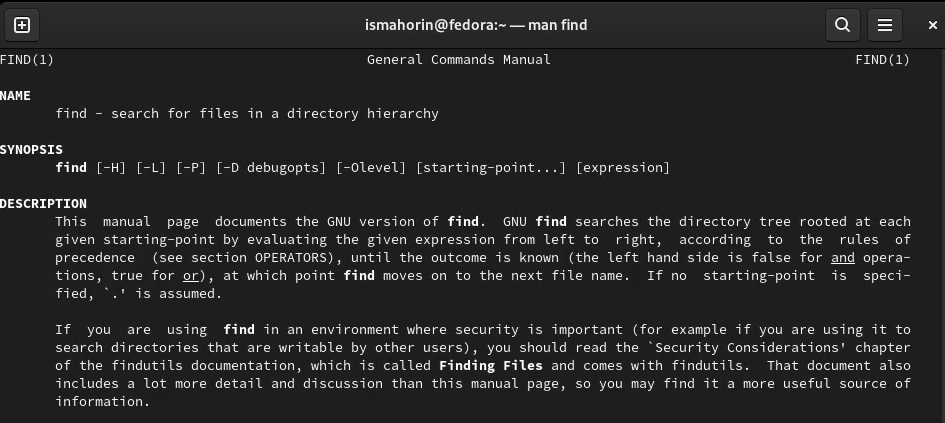 ismahorin@fedora:~ — man find
FIND(1) General Commands Manual FIND(1)
NAME
find - search for files in a directory hierarchy
SYNOPSIS
find [-H] [-L] [-P] [-D debugopts] [-Olevel] [starting-point...] [expression]
DESCRIPTION
This manual page documents the GNU version of find. GNU find searches the directory tree rooted at each
given starting-point by evaluating the given expression from left to right, according to the rules of
precedence (see section OPERATORS), until the outcome is known (the left hand side is false for and opera-
tions, true for or), at which point find moves on to the next file name. If no starting-point is speci-
fied, `.' is assumed.
If you are using find in an environment where security is important (for example if you are using it to
search directories that are writable by other users), you should read the `Security Considerations' chapter
of the findutils documentation, which is called Finding Files and comes with findutils. That document also
includes a lot more detail and discussion than this manual page, so you may find it a more useful source of
information.